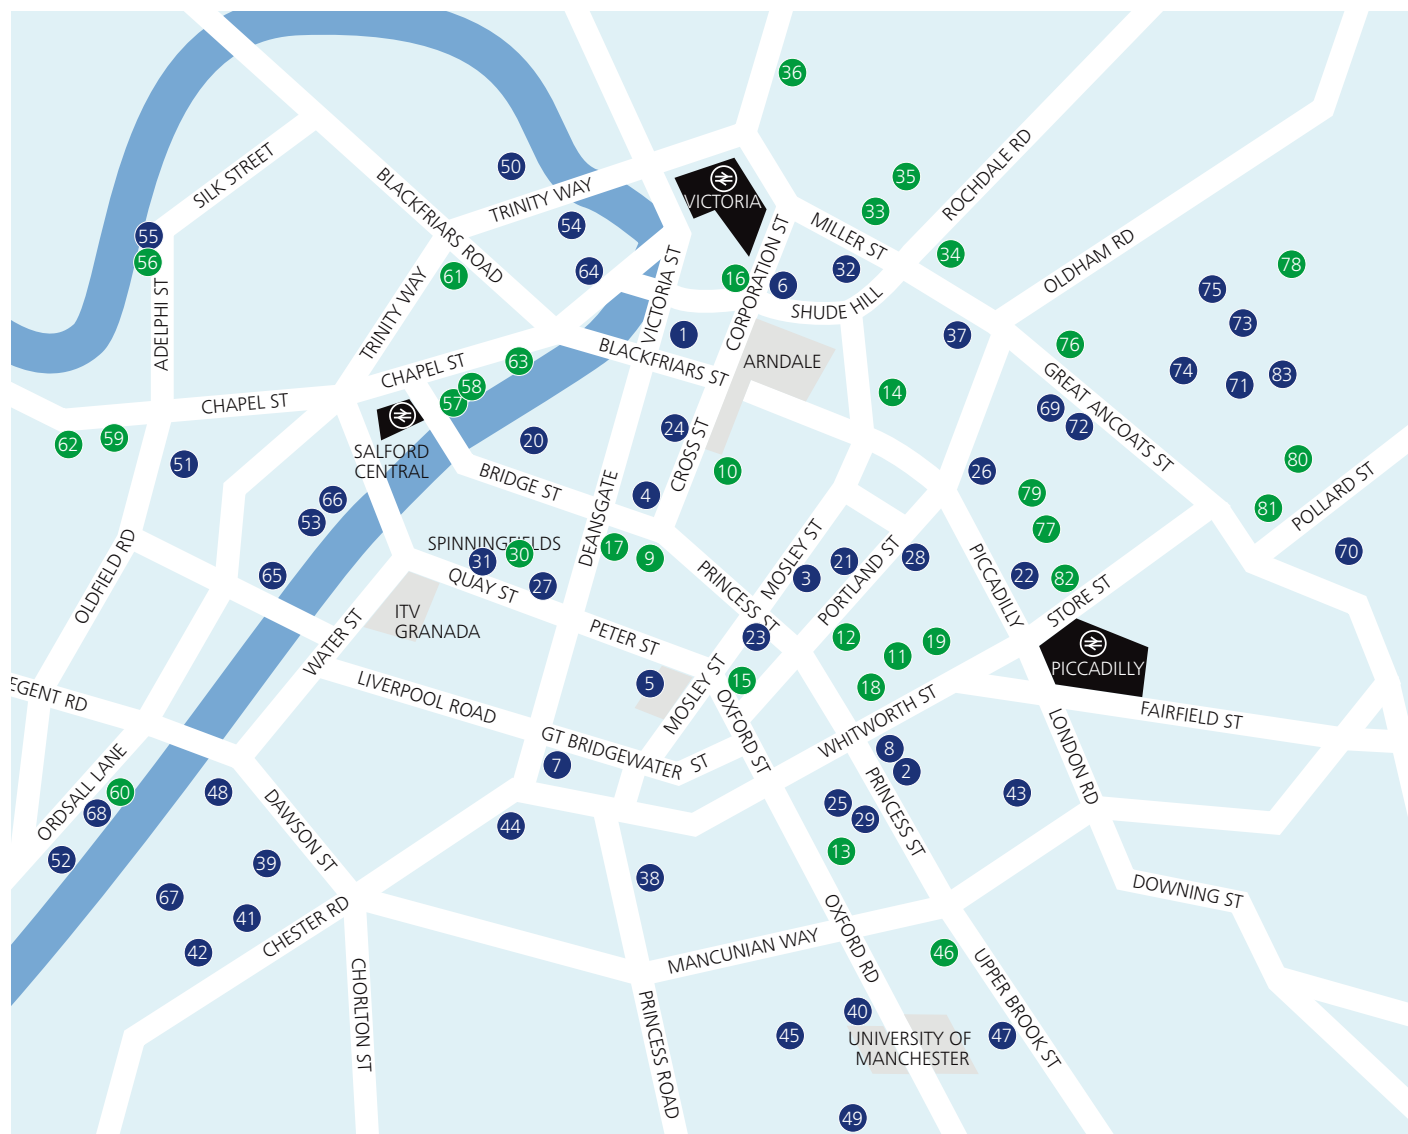 36
50
TRINITY WAY
SILK STREET
BLACKFRIARS ROAD
VICTORIA
35
33
ROCHDALE RD
55
56
54
64
61
MILLER ST
34
32
16
6
CORPORATION ST
VICTORIA ST
SHUDE HILL
OLDHAM RD
78
75
73
ADELPHI ST
TRINITY WAY
1
37
76
BLACKFRIARS ST
ARNDALE
63
CHAPEL ST
58
57
74
71
83
GREAT ANCOATS ST
14
CHAPEL ST
69
72
62
59
51
SALFORD
CENTRAL
20
24
CROSS ST
10
26
80
POLLARD ST
BRIDGE ST
66
53
4
79
81
77
DEANSGATE
SPINNINGFIELDS
31
30
17
9
MOSLEY ST
3
21
PORTLAND ST
28
PICCADILLY
22
82
70
OLDFIELD RD
65
QUAY ST
27
PRINCESS ST
STORE ST
ITV
GRANADA
WATER ST
PETER ST
23
12
11
19
18
PICCADILLY
5
15
MOSLEY ST
EGENT RD
LIVERPOOL ROAD
OXFORD ST
WHITWORTH ST
FAIRFIELD ST
GT BRIDGEWATER ST
7
8
2
LONDON RD
ORDSALL LANE
60
68
48
52
DAWSON ST
44
25
29
13
PRINCESS ST
43
39
38
67
41
42
CHESTER RD
DOWNING ST
OXFORD RD
MANCUNIAN WAY
46
CHORLTON ST
PRINCESS ROAD
UPPER BROOK ST
40
45
47
UNIVERSITY OF
MANCHESTER
49